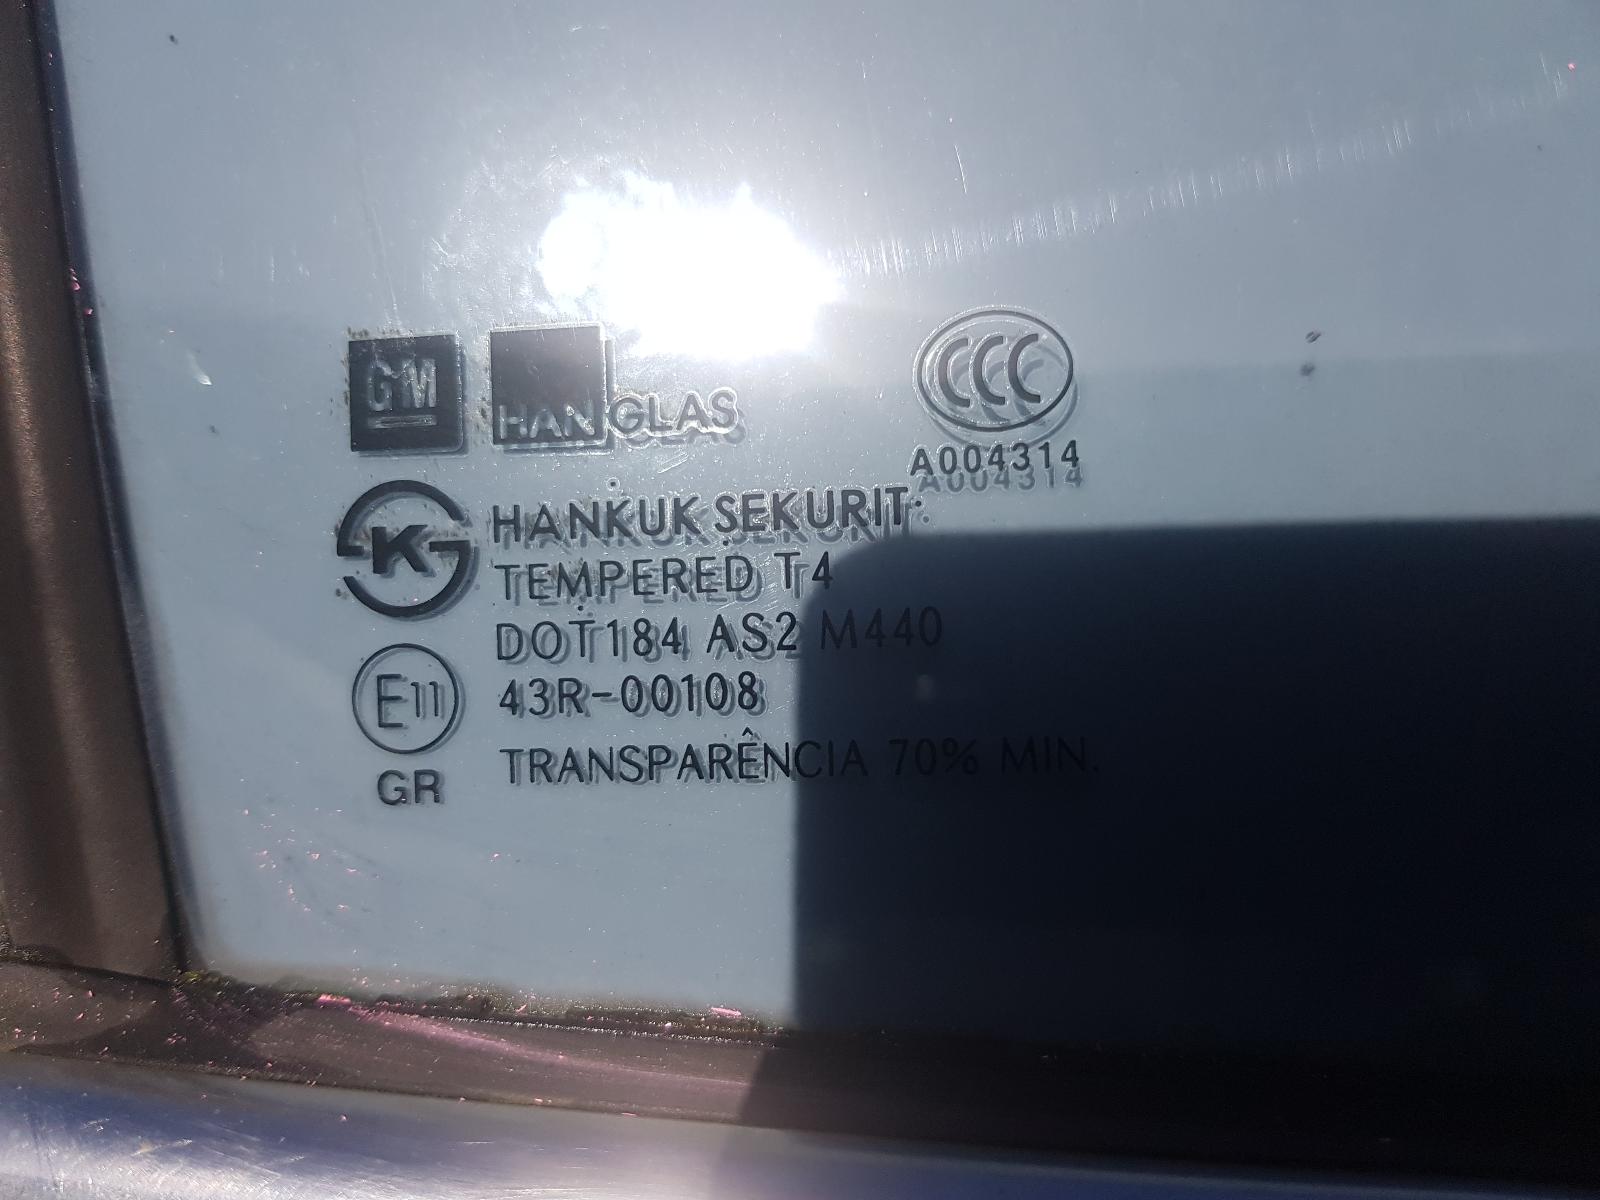 GM HANGLAS CCC
A004314
K HANKUK SEKURIT
TEMPERED T4
DOT184 AS2 M440
E11 43R-00108
GR TRANSPARÊNCIA 70% MIN.